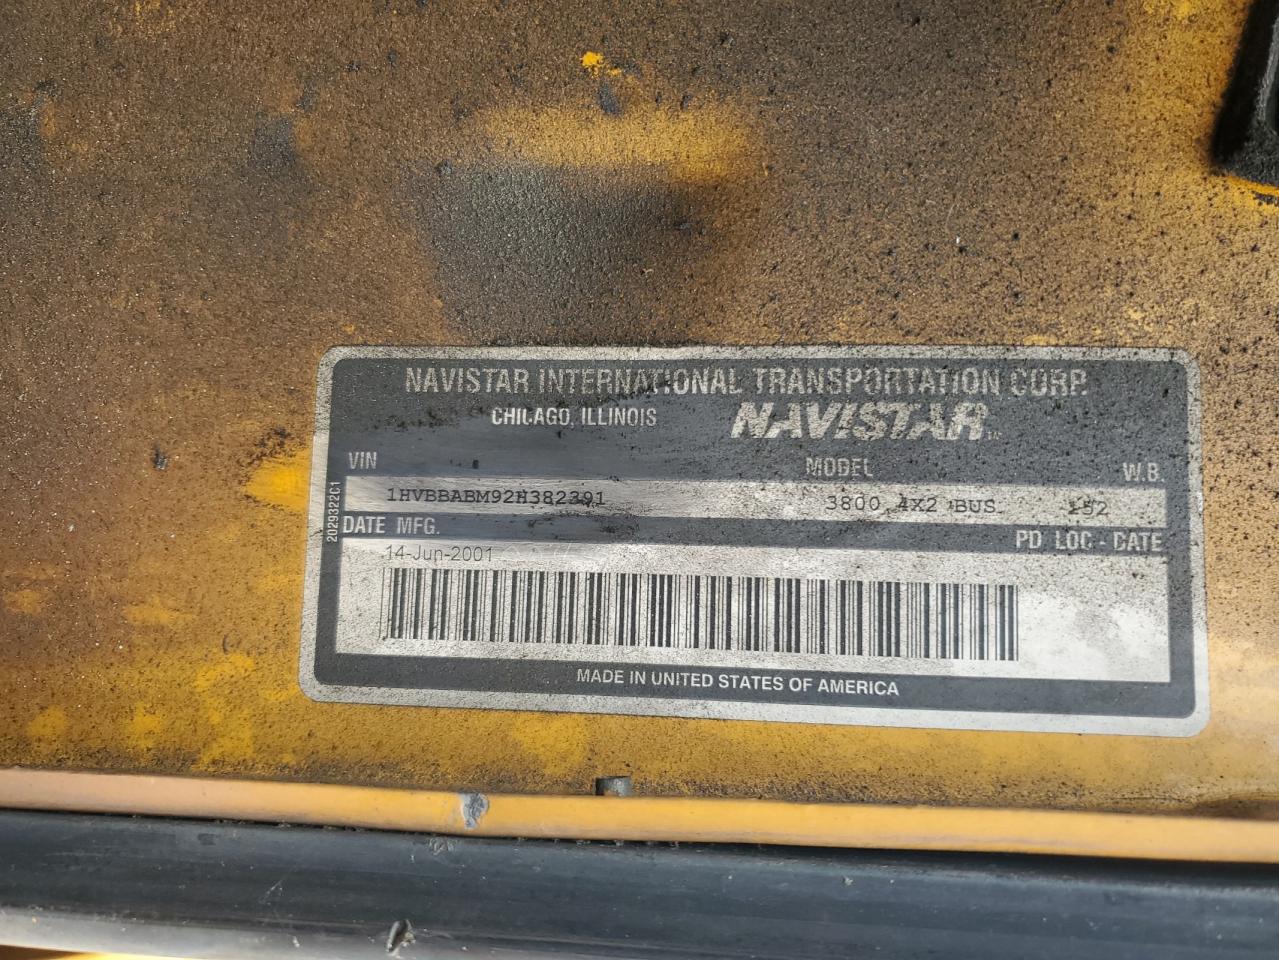 NAVISTAR INTERNATIONAL TRANSPORTATION CORP.
CHICAGO, ILLINOIS NAVISTAR
VIN MODEL W.B.
1HVBBABM92H382391 3800 4X2 BUS 152
DATE MFG. PD LOC - DATE
14-Jun-2001
MADE IN UNITED STATES OF AMERICA
2029322C1